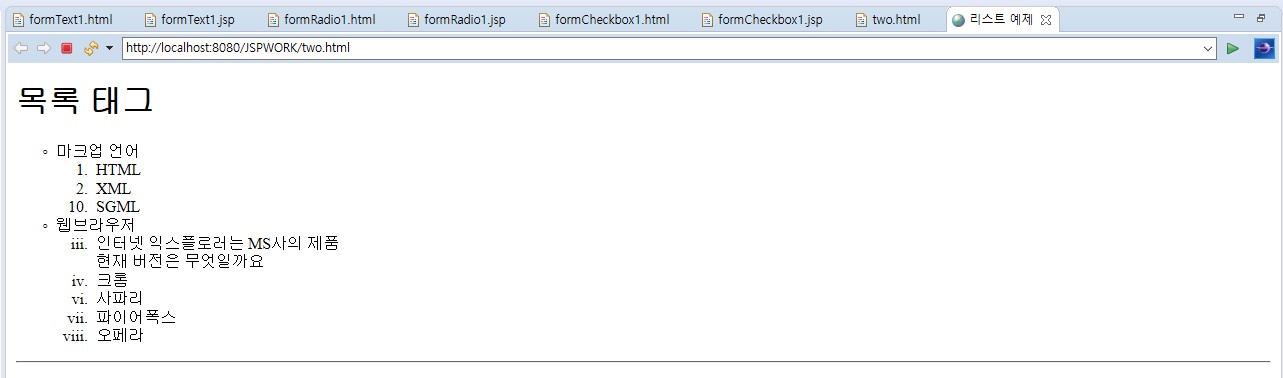 formText1.html formText1.jsp formRadio1.html formRadio1.jsp formCheckbox1.html formCheckbox1.jsp two.html 리스트 예제
http://localhost:8080/JSPWORK/two.html
목록 태그
마크업 언어
1. HTML
2. XML
10. SGML
웹브라우저
iii. 인터넷 익스플로러는 MS사의 제품
현재 버전은 무엇일까요
iv. 크롬
vi. 사파리
vii. 파이어폭스
viii. 오페라